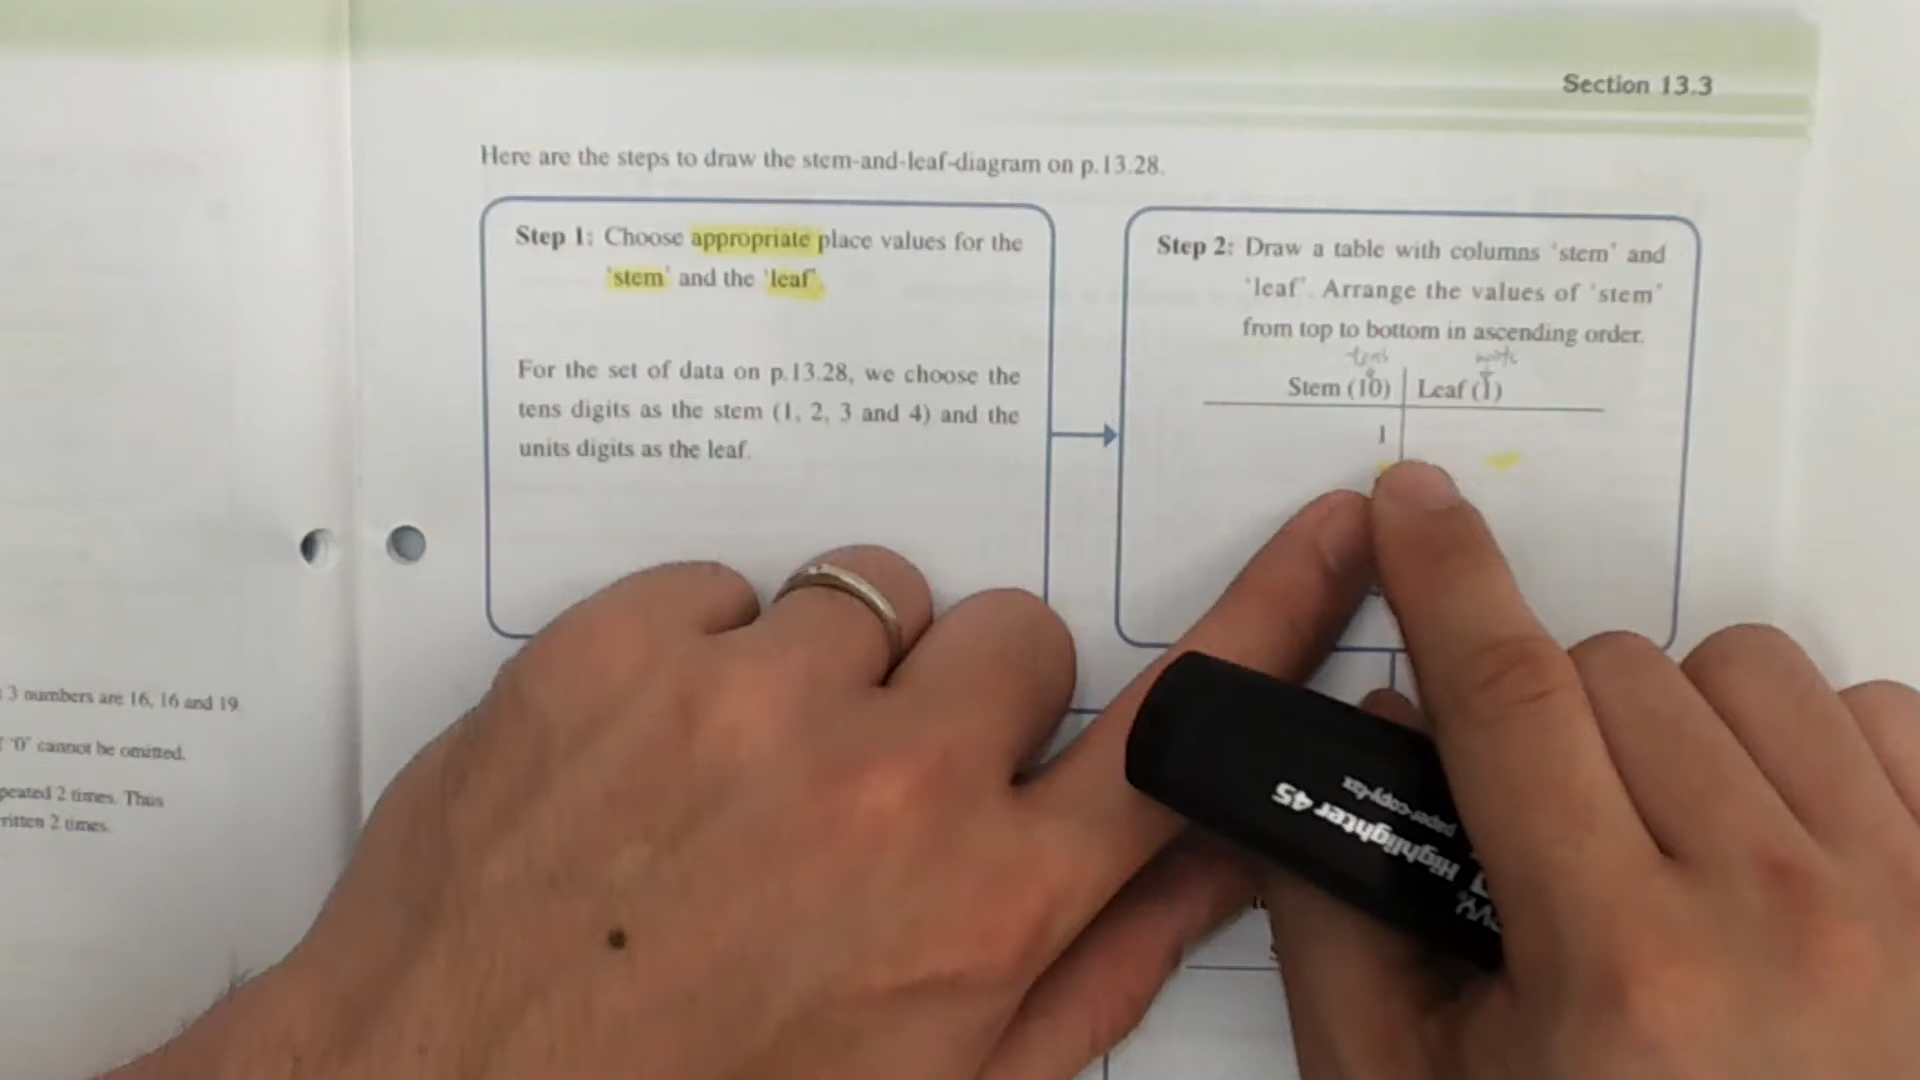 Section 13.3
Here are the steps to draw the stem-and-leaf-diagram on p.13.28.
Step 1: Choose appropriate place values for the
'stem' and the 'leaf'.
For the set of data on p.13.28, we choose the
tens digits as the stem (1, 2, 3 and 4) and the
units digits as the leaf.
Step 2: Draw a table with columns 'stem' and
'leaf'. Arrange the values of 'stem'
from top to bottom in ascending order.
tens
Stem (10) Leaf (1)
1
3 numbers are 16, 16 and 19.
"0" cannot be omitted.
peated 2 times. Thus
ritten 2 times.
Highlighter 45
paper-copy-fax